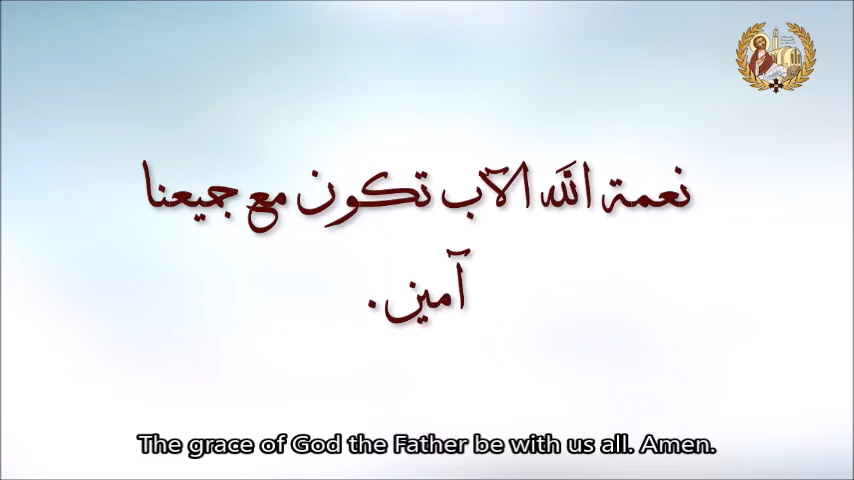 نعمة الله الآب تكون مع جميعنا
آمين.
The grace of God the Father be with us all. Amen.